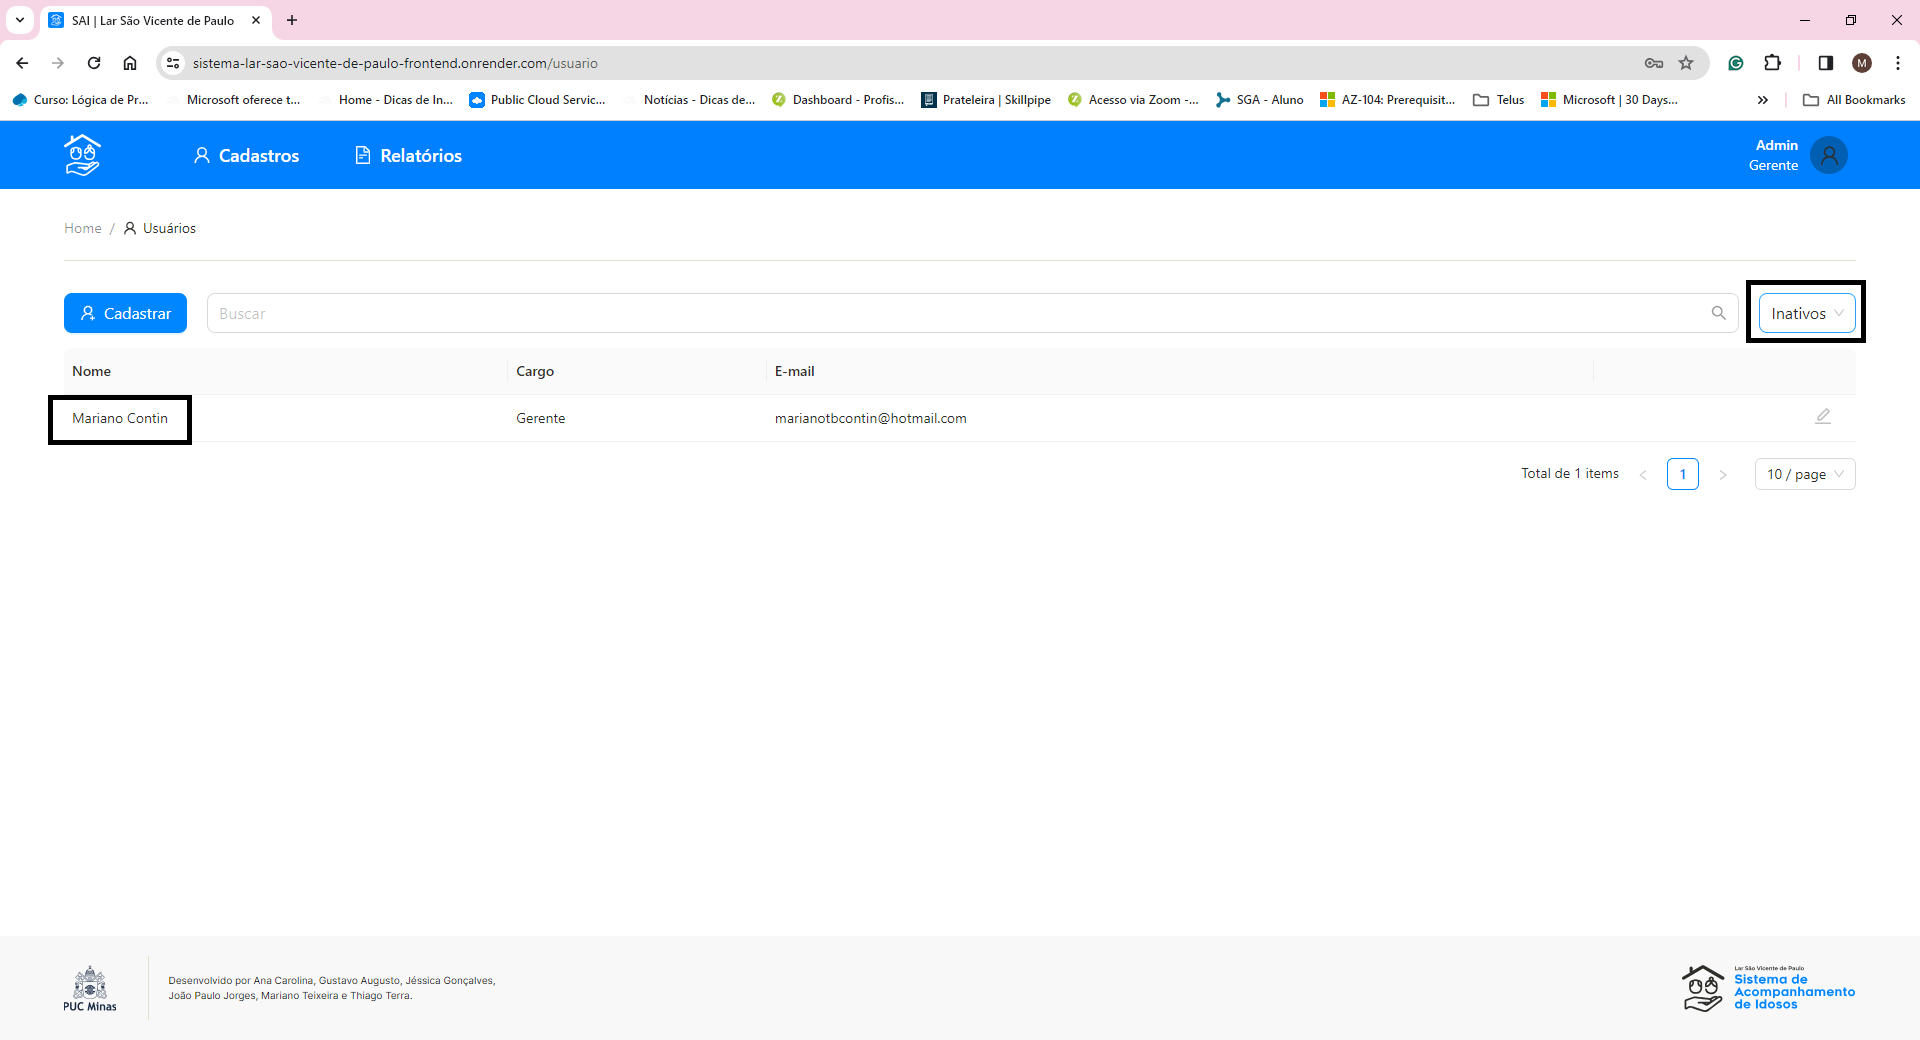 SAI | Lar São Vicente de Paulo
sistema-lar-sao-vicente-de-paulo-frontend.onrender.com/usuario
M
Curso: Lógica de Pr... Microsoft oferece t... Home - Dicas de In... Public Cloud Servic... Notícias - Dicas de... Dashboard - Profis... Prateleira | Skillpipe Acesso via Zoom -... SGA - Aluno AZ-104: Prerequisit... Telus Microsoft | 30 Days... All Bookmarks
Cadastros Relatórios
Admin
Gerente
Home / Usuários
Cadastrar Buscar Inativos
Nome Cargo E-mail
Mariano Contin Gerente marianotbcontin@hotmail.com
Total de 1 items < 1 > 10 / page
PUC Minas
Desenvolvido por Ana Carolina, Gustavo Augusto, Jéssica Gonçalves,
João Paulo Jorges, Mariano Teixeira e Thiago Terra.
Lar São Vicente de Paulo
Sistema de
Acompanhamento
de Idosos